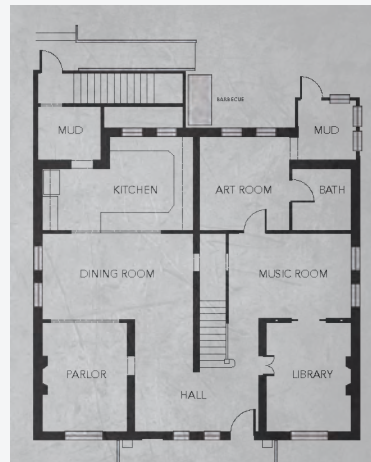 BARBECUE
MUD
MUD
KITCHEN
ART ROOM
BATH
DINING ROOM
MUSIC ROOM
PARLOR
LIBRARY
HALL